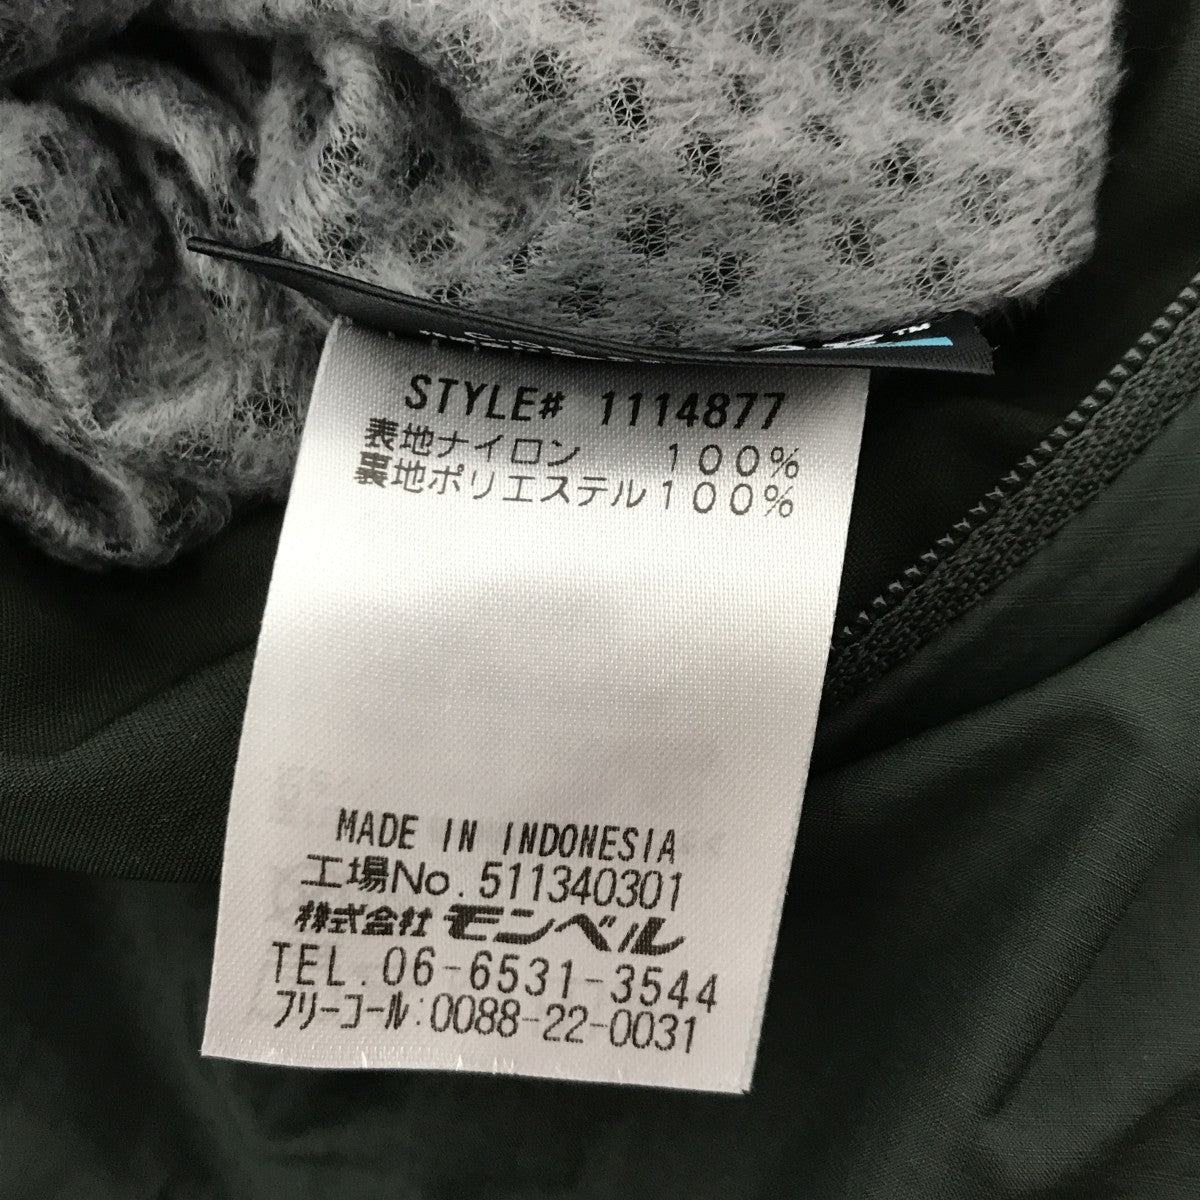 STYLE# 1114877
表地ナイロン 100%
裏地ポリエステル100%
MADE IN INDONESIA
工場No. 511340301
株式会社 モンベル
TEL. 06-6531-3544
フリーコール:0088-22-0031